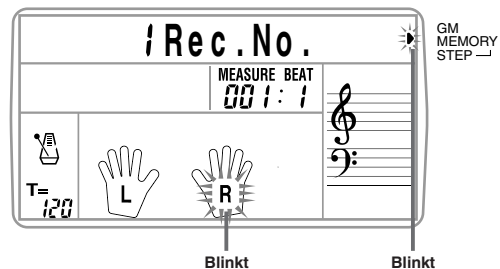 1 Rec.No.
GM
MEMORY
STEP
MEASURE BEAT
001:1
L
R
T=
120
Blinkt
Blinkt